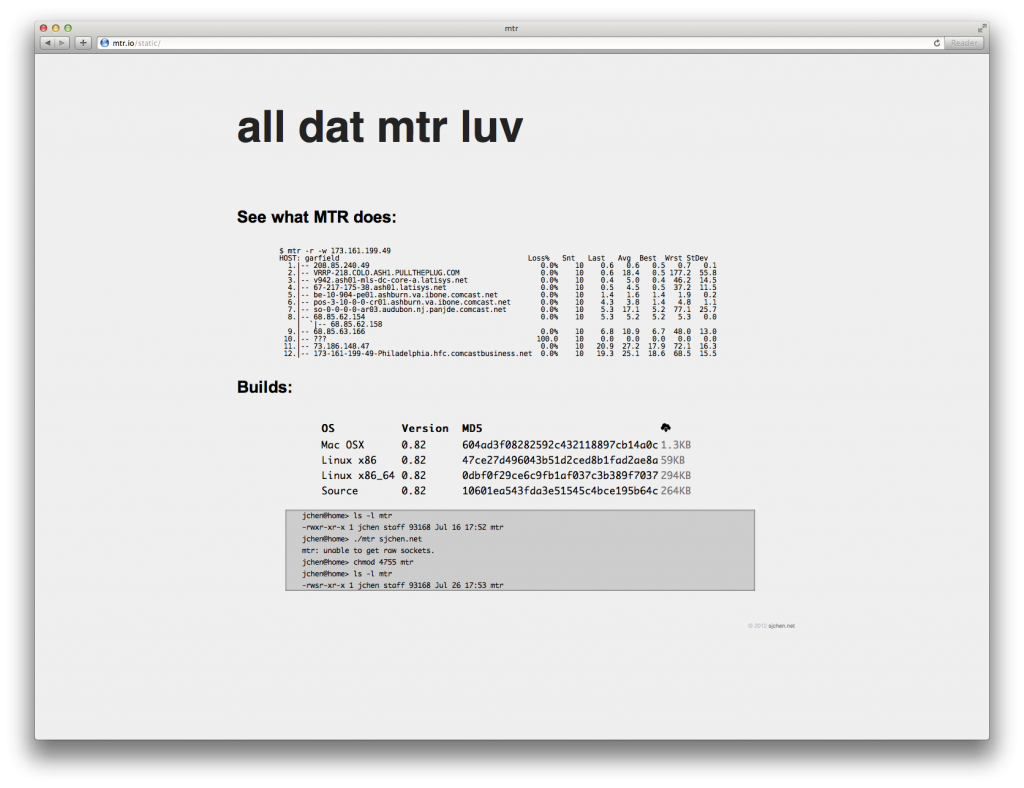 mtr
mtr.io/static/
Reader
all dat mtr luv
See what MTR does:
$ mtr -r -w 173.161.199.49
HOST: garfield Loss% Snt Last Avg Best Wrst StDev
1.|-- 208.85.240.49 0.0% 10 0.6 0.6 0.5 0.7 0.1
2.|-- VRRP-218.COLO.ASH1.PULLTHEPLUG.COM 0.0% 10 0.6 18.4 0.5 177.2 55.8
3.|-- v942.ash01-mls-dc-core-a.latisys.net 0.0% 10 0.4 5.0 0.4 46.2 14.5
4.|-- 67-217-175-38.ash01.latisys.net 0.0% 10 0.5 4.5 0.5 37.2 11.5
5.|-- be-10-904-pe01.ashburn.va.ibone.comcast.net 0.0% 10 1.4 1.6 1.4 1.9 0.2
6.|-- pos-3-10-0-0-cr01.ashburn.va.ibone.comcast.net 0.0% 10 4.3 3.8 1.4 4.8 1.1
7.|-- so-0-0-0-0-ar03.audubon.nj.panjde.comcast.net 0.0% 10 5.3 17.1 5.2 77.1 25.7
8.|-- 68.85.62.154 0.0% 10 5.3 5.2 5.2 5.3 0.0
`|-- 68.85.62.158
9.|-- 68.85.63.166 0.0% 10 6.8 10.9 6.7 48.0 13.0
10.|-- ??? 100.0 10 0.0 0.0 0.0 0.0 0.0
11.|-- 73.186.148.47 0.0% 10 20.9 27.2 17.9 72.1 16.3
12.|-- 173-161-199-49-Philadelphia.hfc.comcastbusiness.net 0.0% 10 19.3 25.1 18.6 68.5 15.5
Builds:
OS Version MD5
Mac OSX 0.82 604ad3f08282592c432118897cb14a0c 1.3KB
Linux x86 0.82 47ce27d496043b51d2ced8b1fad2ae8a 59KB
Linux x86_64 0.82 0dbf0f29ce6c9fb1af037c3b389f7037 294KB
Source 0.82 10601ea543fda3e51545c4bce195b64c 264KB
jchen@home> ls -l mtr
-rwxr-xr-x 1 jchen staff 93168 Jul 16 17:52 mtr
jchen@home> ./mtr sjchen.net
mtr: unable to get raw sockets.
jchen@home> chmod 4755 mtr
jchen@home> ls -l mtr
-rwsr-xr-x 1 jchen staff 93168 Jul 26 17:53 mtr
© 2012 sjchen.net